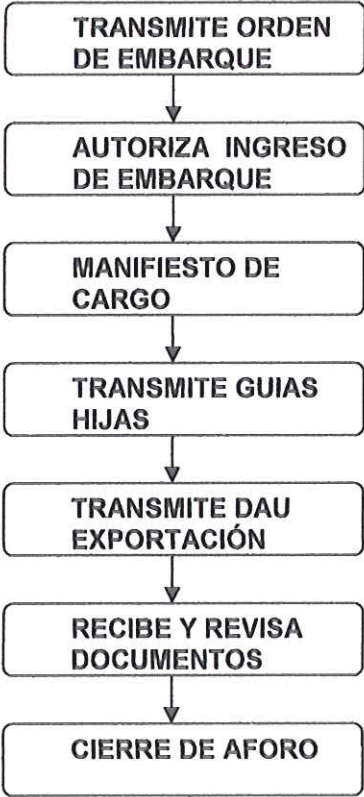 TRANSMITE ORDEN
DE EMBARQUE
AUTORIZA INGRESO
DE EMBARQUE
MANIFIESTO DE
CARGO
TRANSMITE GUIAS
HIJAS
TRANSMITE DAU
EXPORTACIÓN
RECIBE Y REVISA
DOCUMENTOS
CIERRE DE AFORO